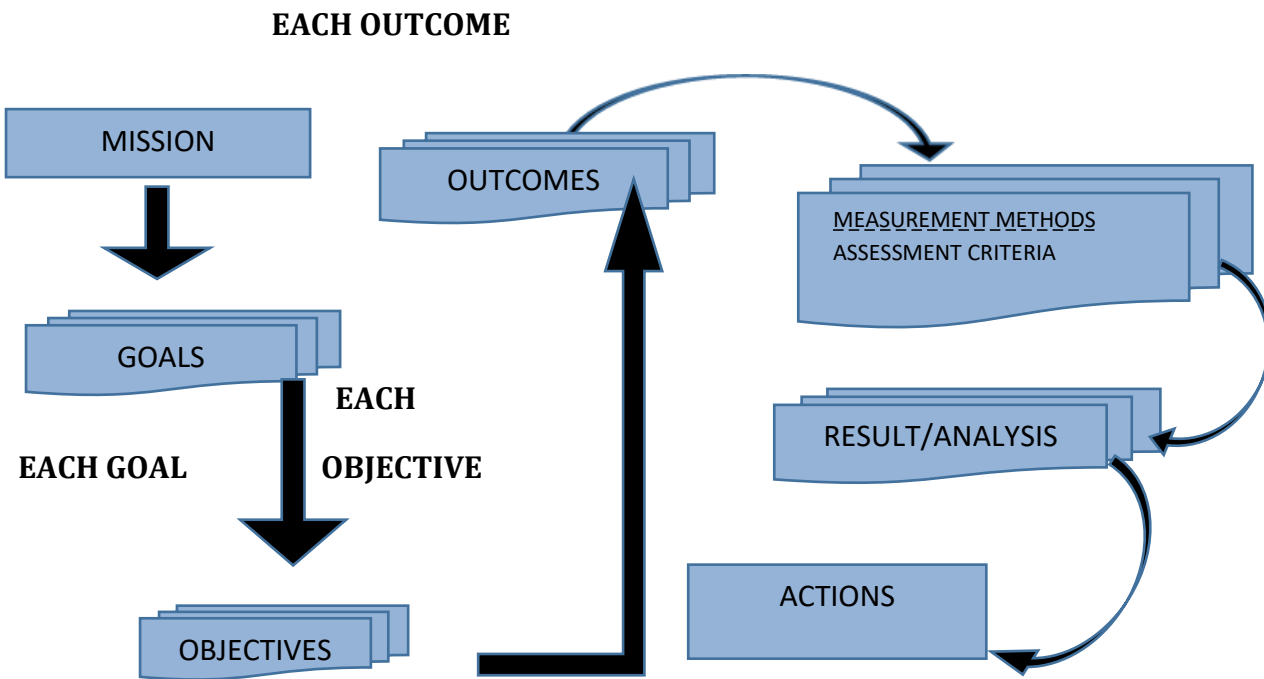 EACH OUTCOME
MISSION
OUTCOMES
MEASUREMENT METHODS
ASSESSMENT CRITERIA
GOALS
EACH
EACH GOAL
OBJECTIVE
RESULT/ANALYSIS
ACTIONS
OBJECTIVES